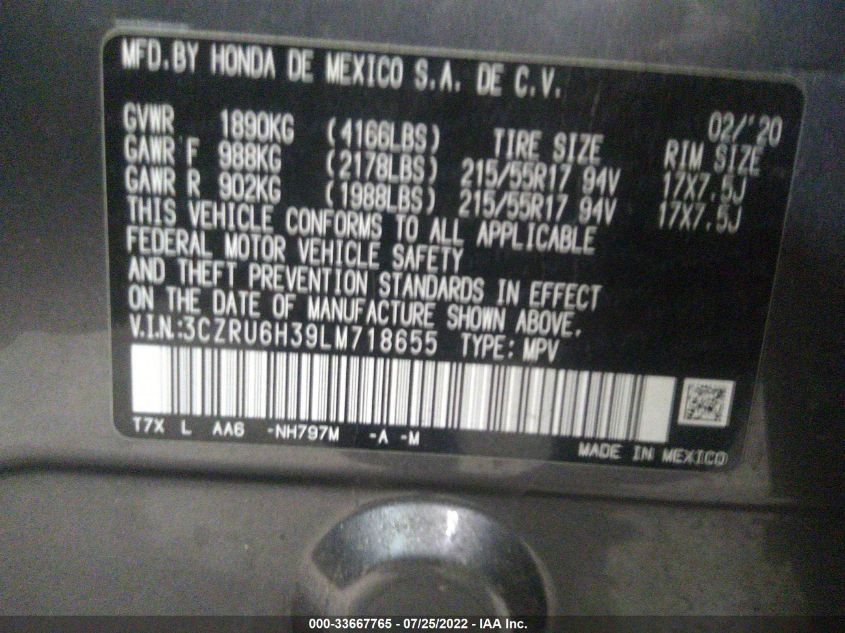 MFD.BY HONDA DE MEXICO S.A. DE C.V.
02/'20
GVWR 1890KG (4166LBS) TIRE SIZE RIM SIZE
GAWR F 988KG (2178LBS) 215/55R17 94V 17X7.5J
GAWR R 902KG (1988LBS) 215/55R17 94V 17X7.5J
THIS VEHICLE CONFORMS TO ALL APPLICABLE
FEDERAL MOTOR VEHICLE SAFETY
AND THEFT PREVENTION STANDARDS IN EFFECT
ON THE DATE OF MANUFACTURE SHOWN ABOVE.
V.I.N.:3CZRU6H39LM718655 TYPE: MPV
T7X L AA6 -NH797M -A -M
MADE IN MEXICO
000-33667765 - 07/25/2022 - IAA Inc.